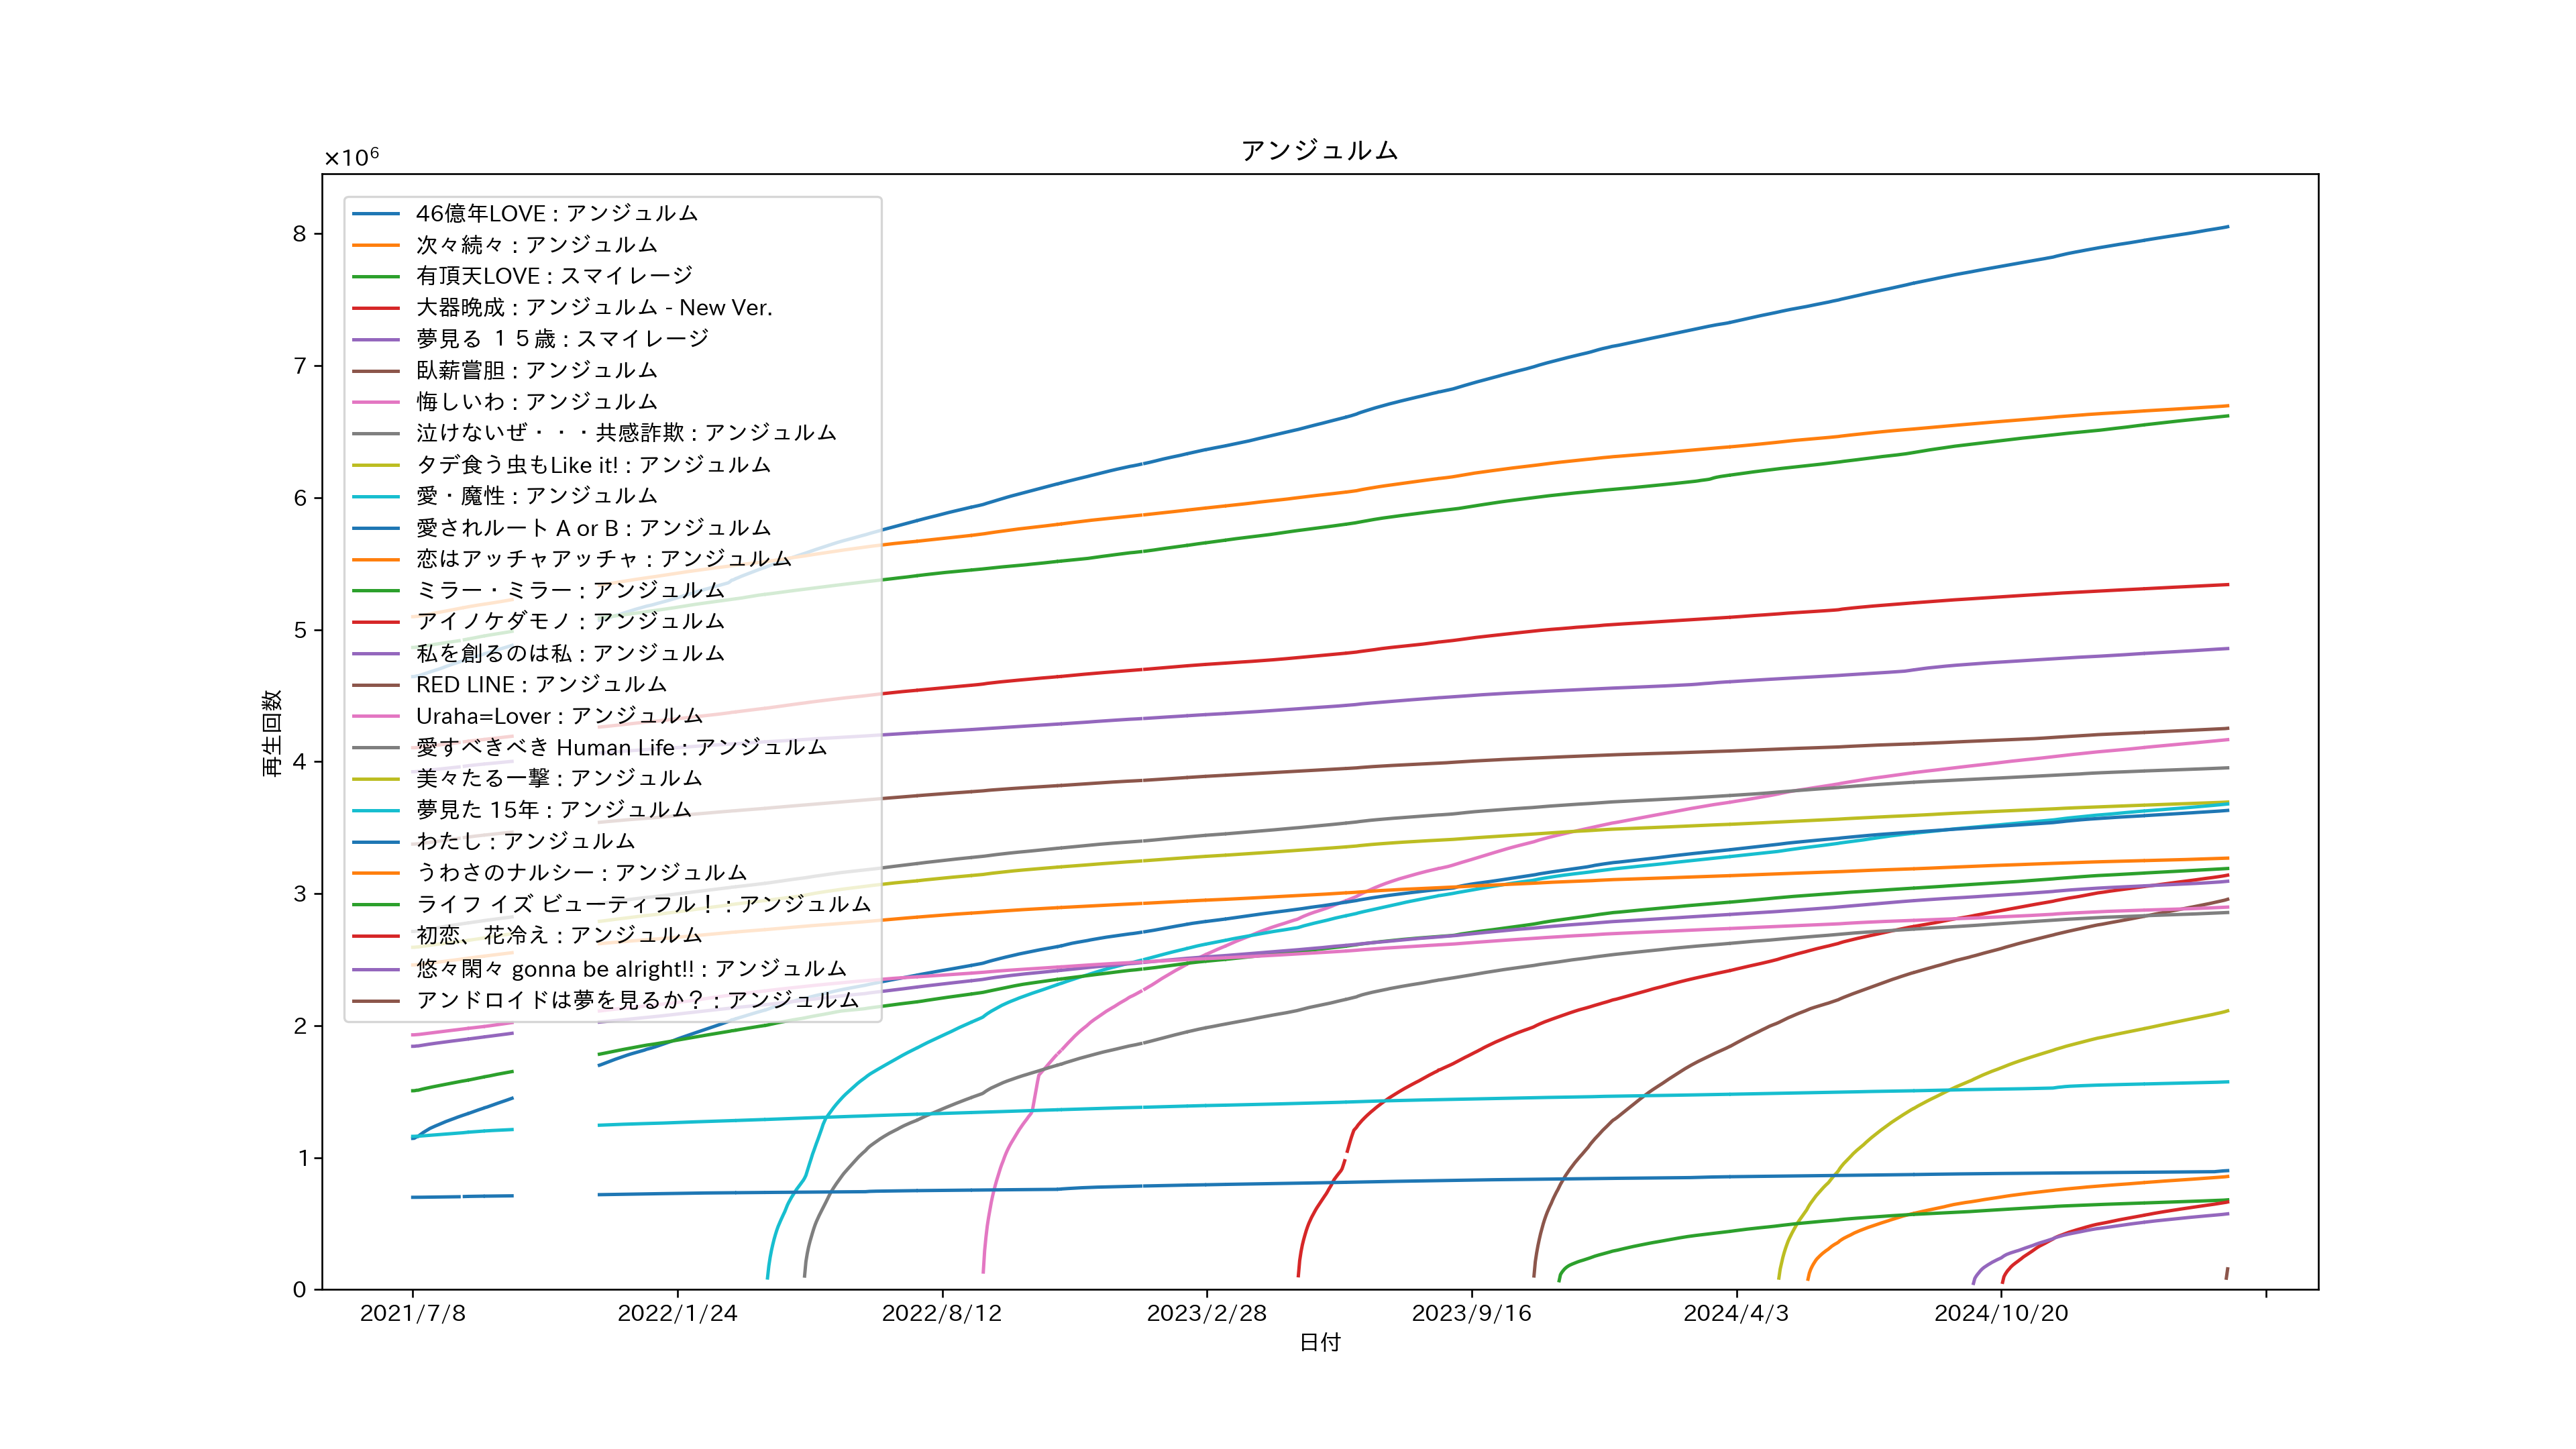 アンジュルム
×10⁶
46億年LOVE : アンジュルム
次々続々 : アンジュルム
有頂天LOVE : スマイレージ
大器晩成 : アンジュルム - New Ver.
夢見る １５歳 : スマイレージ
臥薪嘗胆 : アンジュルム
悔しいわ : アンジュルム
泣けないぜ・・・共感詐欺 : アンジュルム
タデ食う虫もLike it! : アンジュルム
愛・魔性 : アンジュルム
愛されルート A or B : アンジュルム
恋はアッチャアッチャ : アンジュルム
ミラー・ミラー : アンジュルム
アイノケダモノ : アンジュルム
私を創るのは私 : アンジュルム
RED LINE : アンジュルム
Uraha=Lover : アンジュルム
愛すべきべき Human Life : アンジュルム
美々たる一撃 : アンジュルム
夢見た 15年 : アンジュルム
わたし : アンジュルム
うわさのナルシー : アンジュルム
ライフ イズ ビューティフル！ : アンジュルム
初恋、花冷え : アンジュルム
悠々閑々 gonna be alright!! : アンジュルム
アンドロイドは夢を見るか？ : アンジュルム
8
7
6
5
4
3
2
1
0
再生回数
2021/7/8
2022/1/24
2022/8/12
2023/2/28
2023/9/16
2024/4/3
2024/10/20
日付